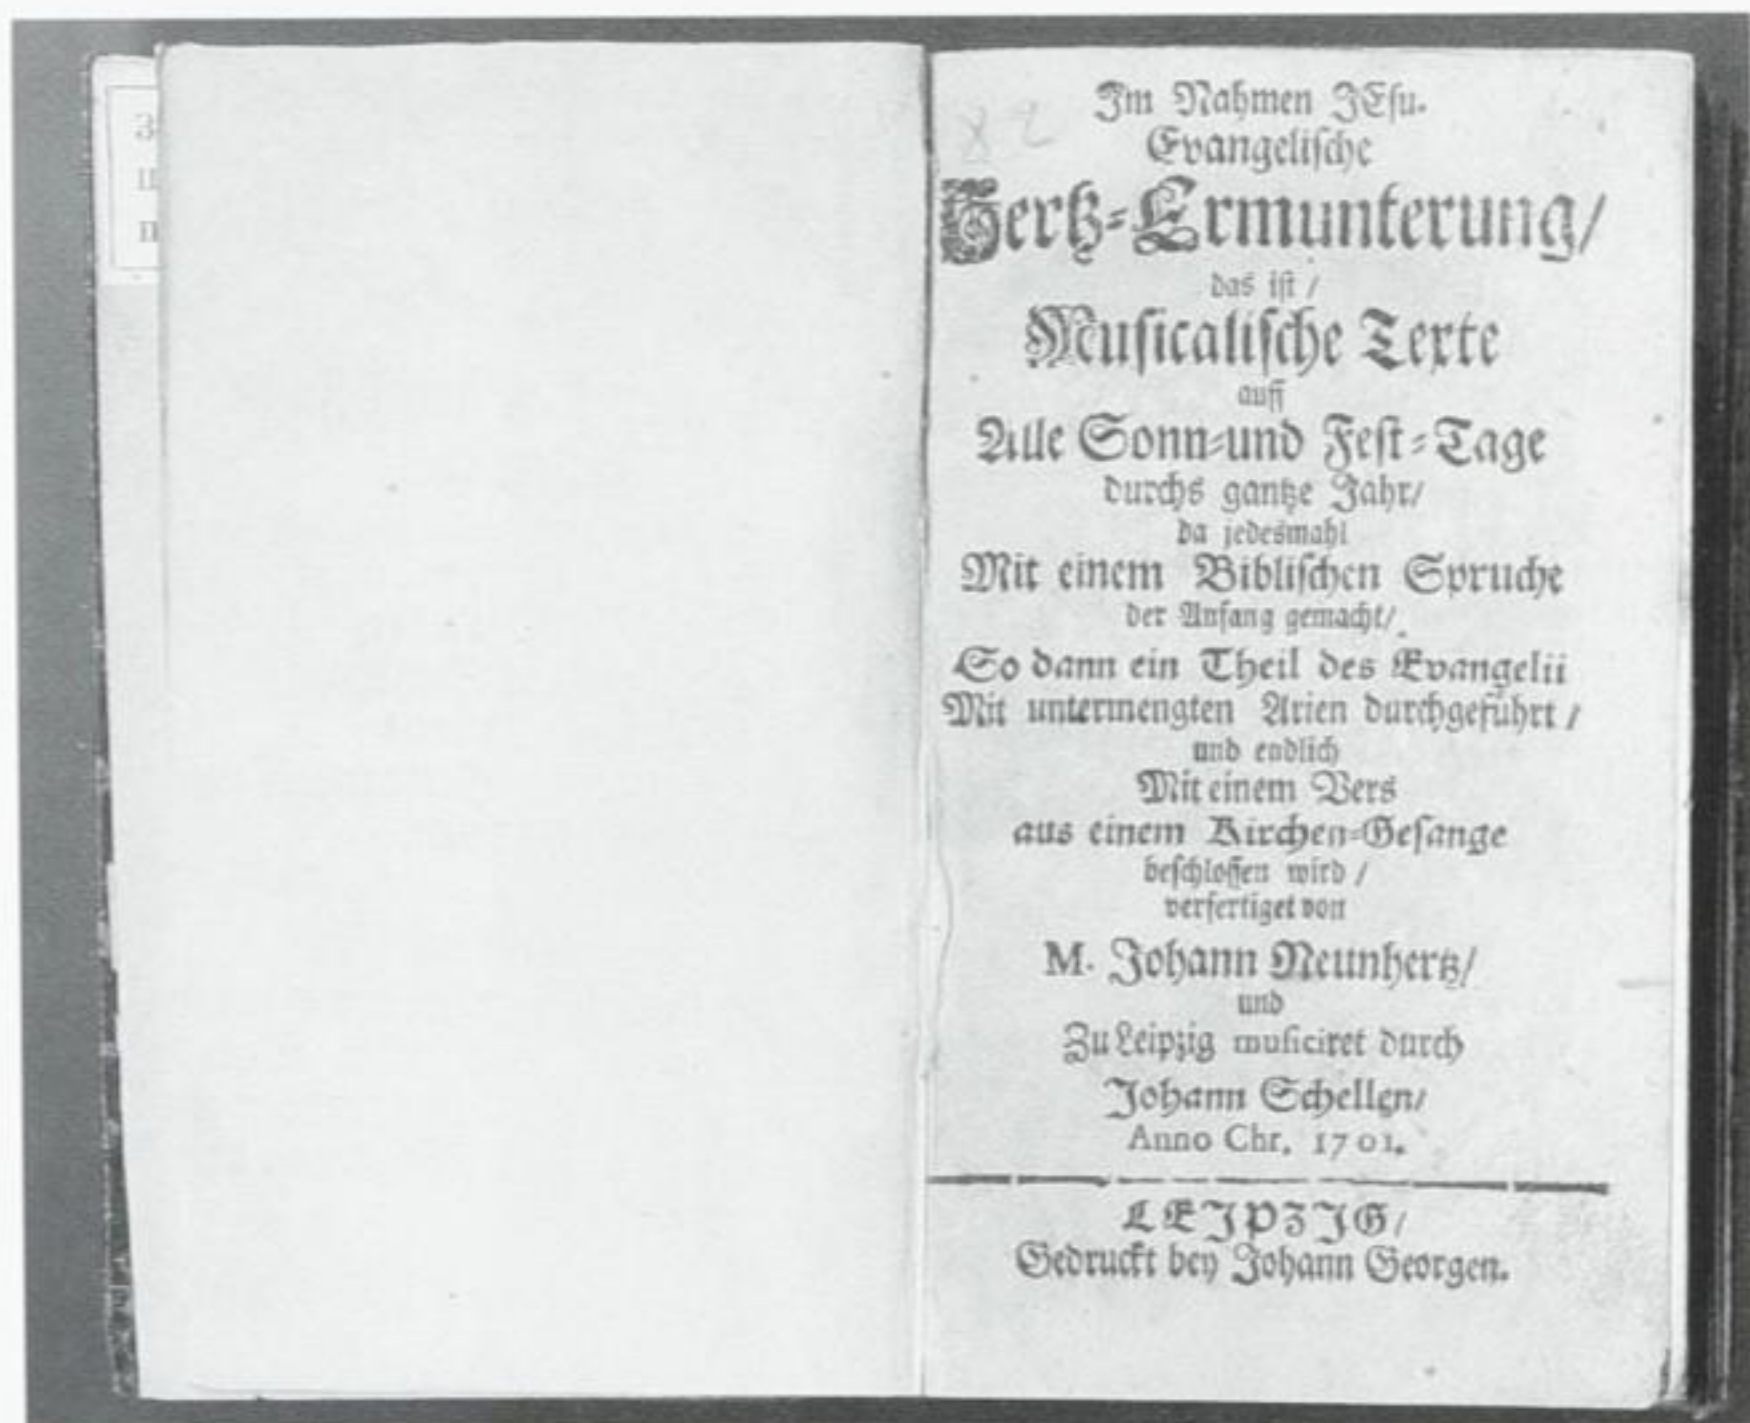 Im Nahmen JEsu.
Evangelische
Hertz-Ermunterung/
das ist /
Musicalische Texte
auff
Alle Sonn-und Fest-Tage
durchs gantze Jahr/
da jedesmahl
Mit einem Biblischen Spruche
der Anfang gemacht/
So dann ein Theil des Evangelii
Mit untermengten Arien durchgeführt /
und endlich
Mit einem Vers
aus einem Kirchen-Gesange
beschlossen wird /
verfertiget von
M. Johann Neunhertz/
und
Zu Leipzig musiciret durch
Johann Schellen/
Anno Chr. 1701.
LEJPZJG/
Gedruckt bey Johann Georgen.